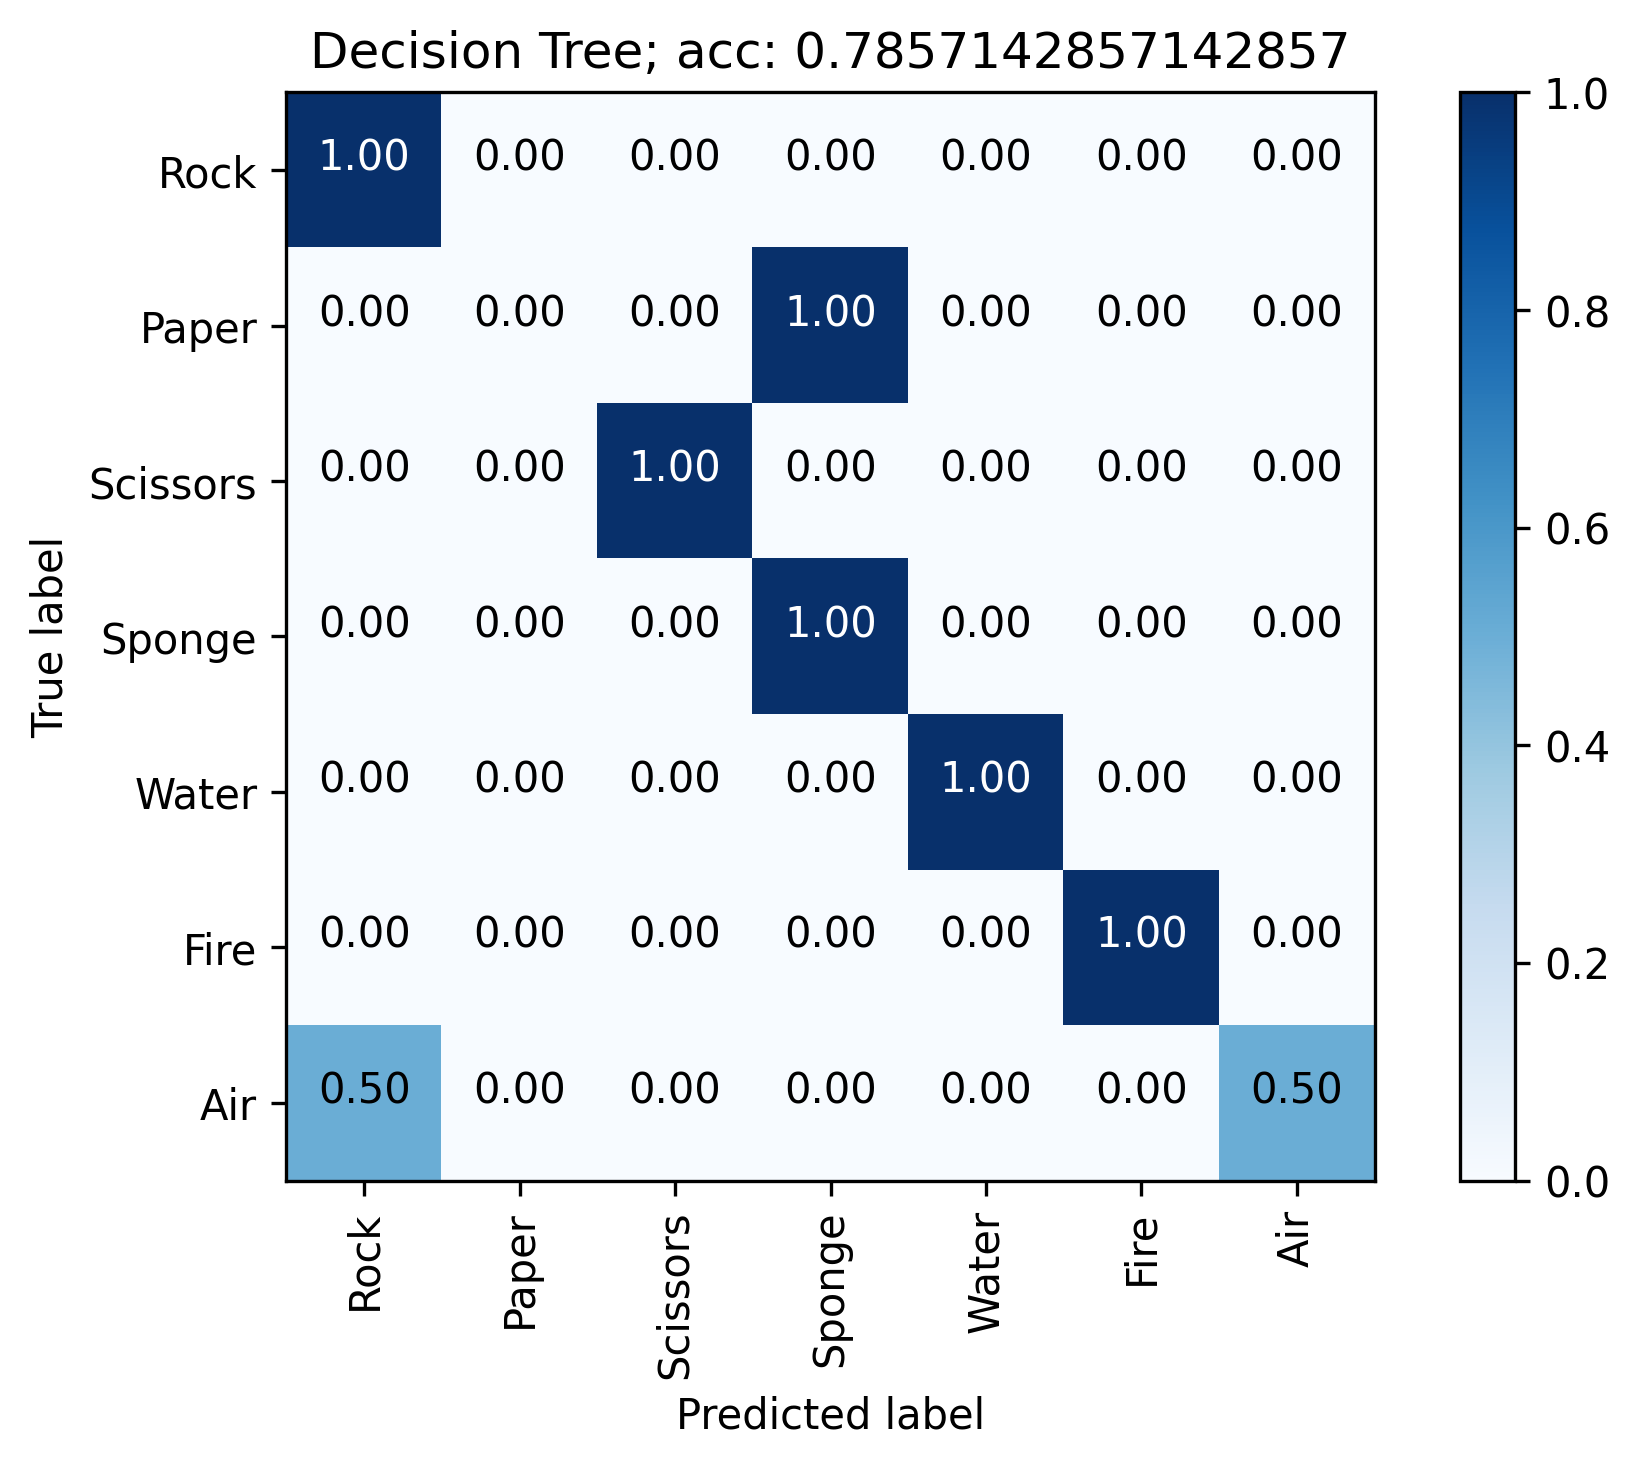 Decision Tree; acc: 0.7857142857142857
True label
Rock 1.00 0.00 0.00 0.00 0.00 0.00 0.00
Paper 0.00 0.00 0.00 1.00 0.00 0.00 0.00
Scissors 0.00 0.00 1.00 0.00 0.00 0.00 0.00
Sponge 0.00 0.00 0.00 1.00 0.00 0.00 0.00
Water 0.00 0.00 0.00 0.00 1.00 0.00 0.00
Fire 0.00 0.00 0.00 0.00 0.00 1.00 0.00
Air 0.50 0.00 0.00 0.00 0.00 0.00 0.50
Rock Paper Scissors Sponge Water Fire Air
Predicted label
1.0
0.8
0.6
0.4
0.2
0.0